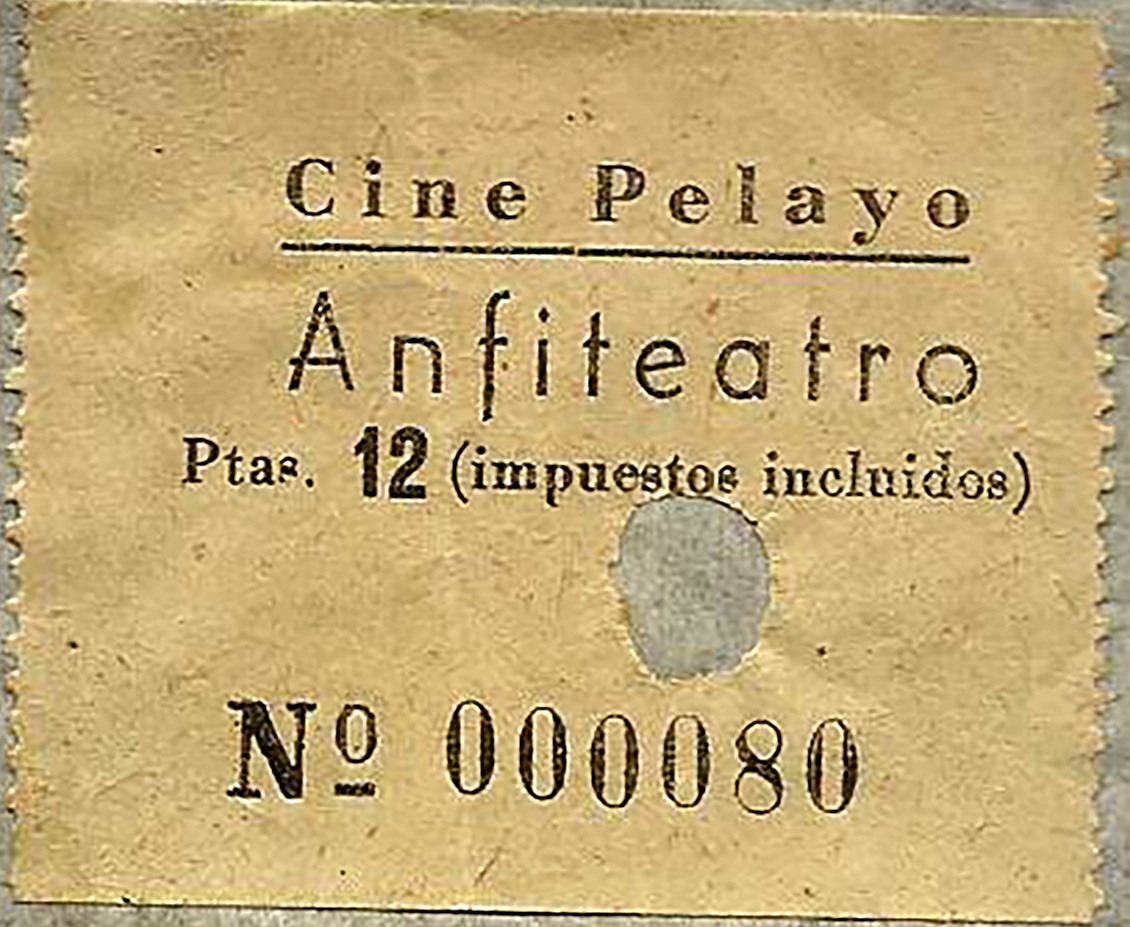 Cine Pelayo
Anfiteatro
Ptas. 12 (impuestos incluidos)
Nº 000080